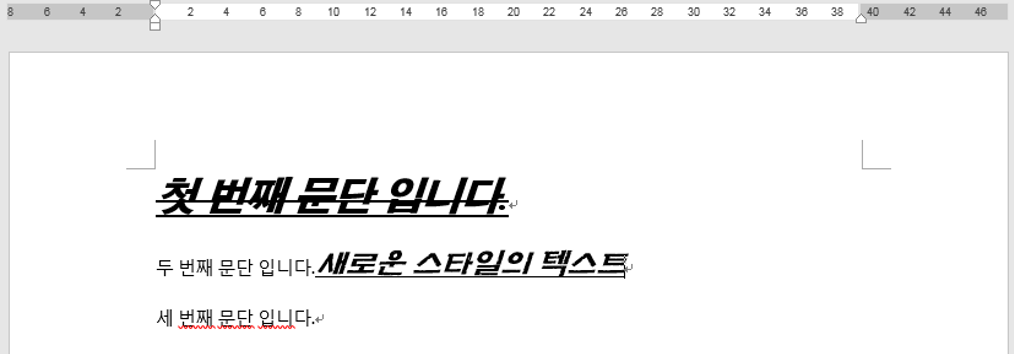 8 6 4 2 2 4 6 8 10 12 14 16 18 20 22 24 26 28 30 32 34 36 38 40 42 44 46
첫 번째 문단 입니다.
두 번째 문단 입니다.새로운 스타일의 텍스트
세 번째 문단 입니다.